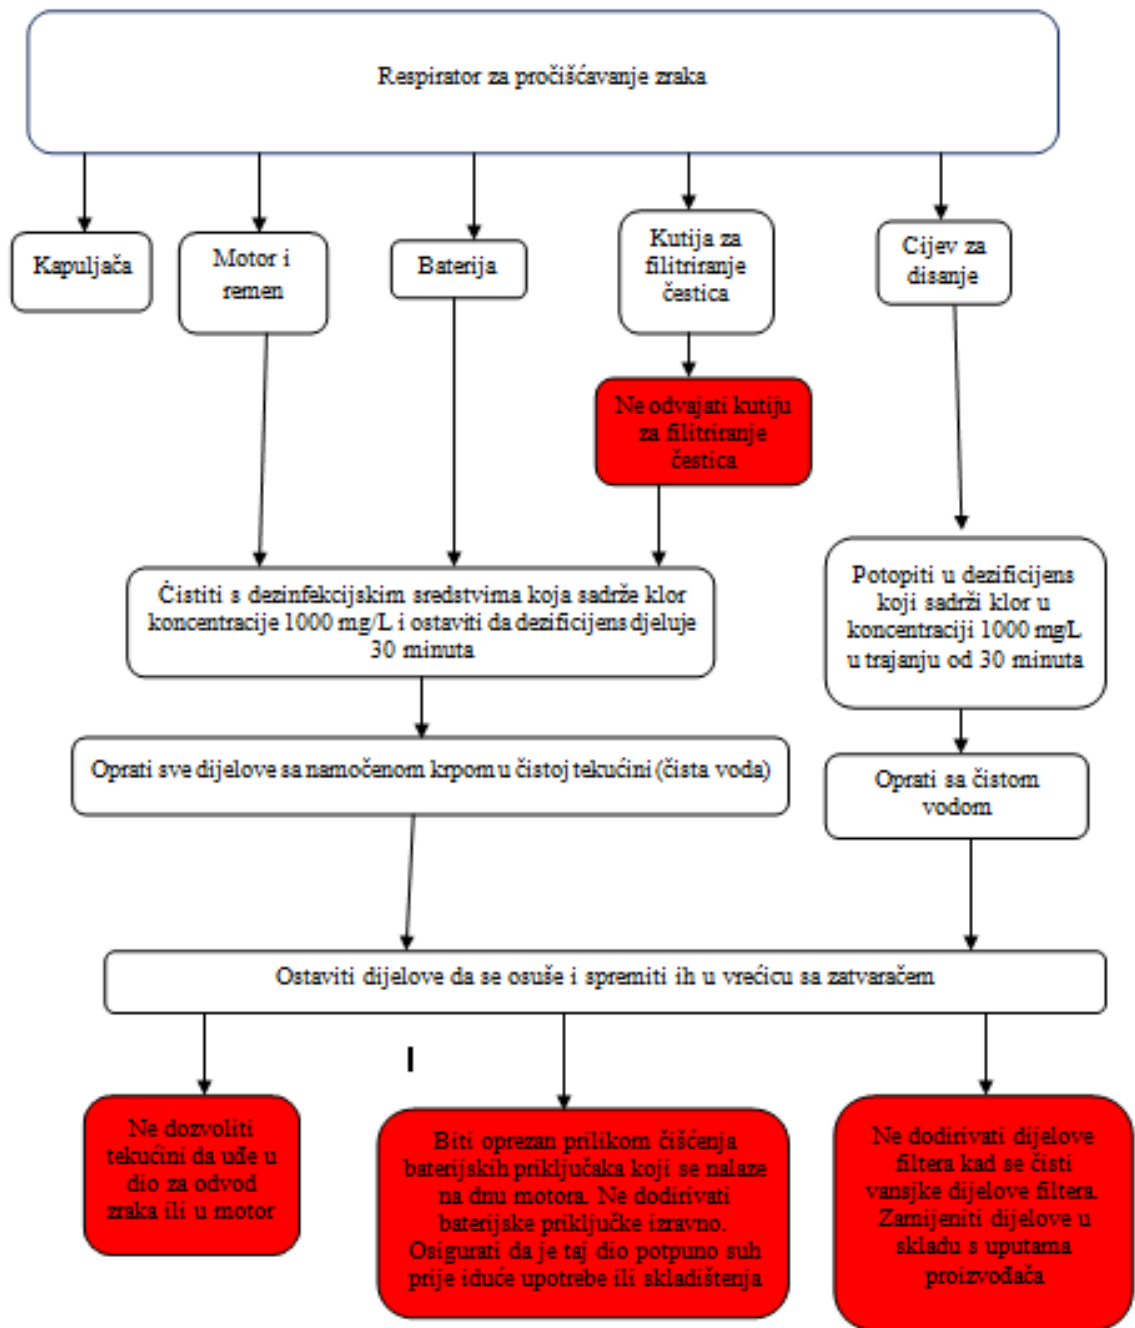 Respirator za pročišćavanje zraka
Kapuljača
Motor i
remen
Baterija
Kutija za
filitriranje
čestica
Cijev za
disanje
Ne odvajati kutiju
za filitriranje
čestica
Čistiti s dezinfekcijskim sredstvima koja sadrže klor
koncentracije 1000 mg/L i ostaviti da dezificijens djeluje
30 minuta
Potopiti u dezificijens
koji sadrži klor u
koncentraciji 1000 mg/L
u trajanju od 30 minuta
Oprati sve dijelove sa namočenom krpom u čistoj tekućini (čista voda)
Oprati sa čistom
vodom
Ostaviti dijelove da se osuše i spremiti ih u vrećicu sa zatvaračem
Ne dozvoliti
tekućini da uđe u
dio za odvod
zraka ili u motor
Biti oprezan prilikom čišćenja
baterijskih priključaka koji se nalaze
na dnu motora. Ne dodirivati
baterijske priključke izravno.
Osigurati da je taj dio potpuno suh
prije iduće upotrebe ili skladištenja
Ne dodirivati dijelove
filtera kad se čisti
vansjke dijelove filtera.
Zamijeniti dijelove u
skladu s uputama
proizvođača